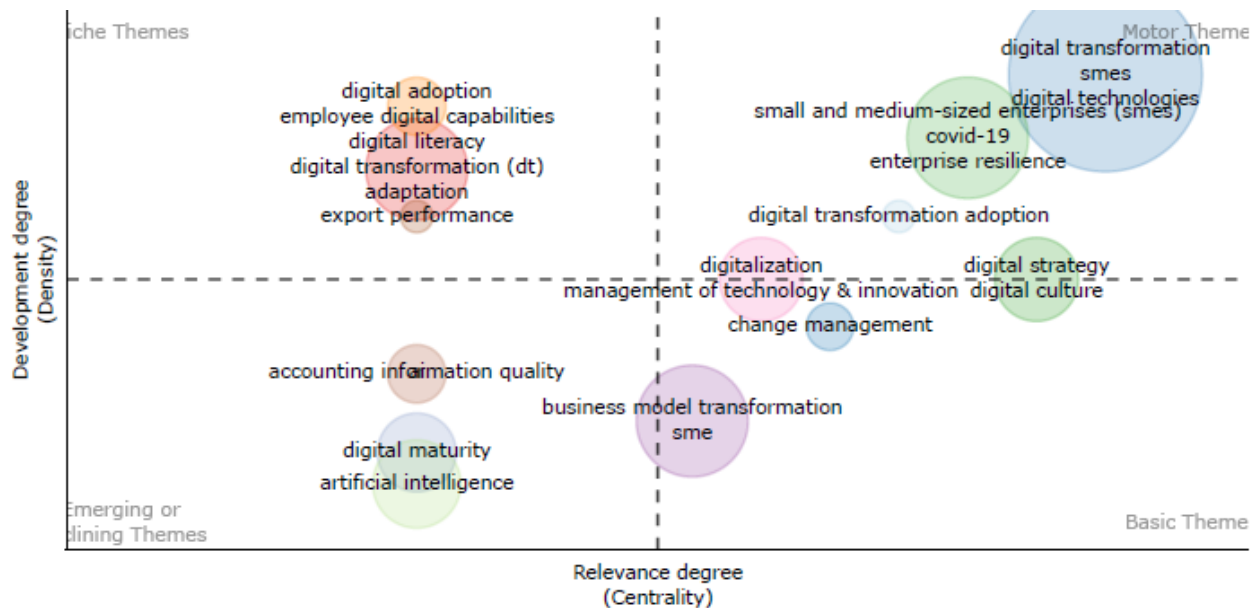 iche Themes
Motor Theme
digital transformation
smes
digital technologies
small and medium-sized enterprises (smes)
covid-19
enterprise resilience
digital adoption
employee digital capabilities
digital literacy
digital transformation (dt)
adaptation
export performance
digital transformation adoption
digitalization
management of technology & innovation
digital strategy
digital culture
change management
accounting information quality
ai
business model transformation
sme
digital maturity
artificial intelligence
Emerging or
dining Themes
Basic Theme
Development degree
(Density)
Relevance degree
(Centrality)